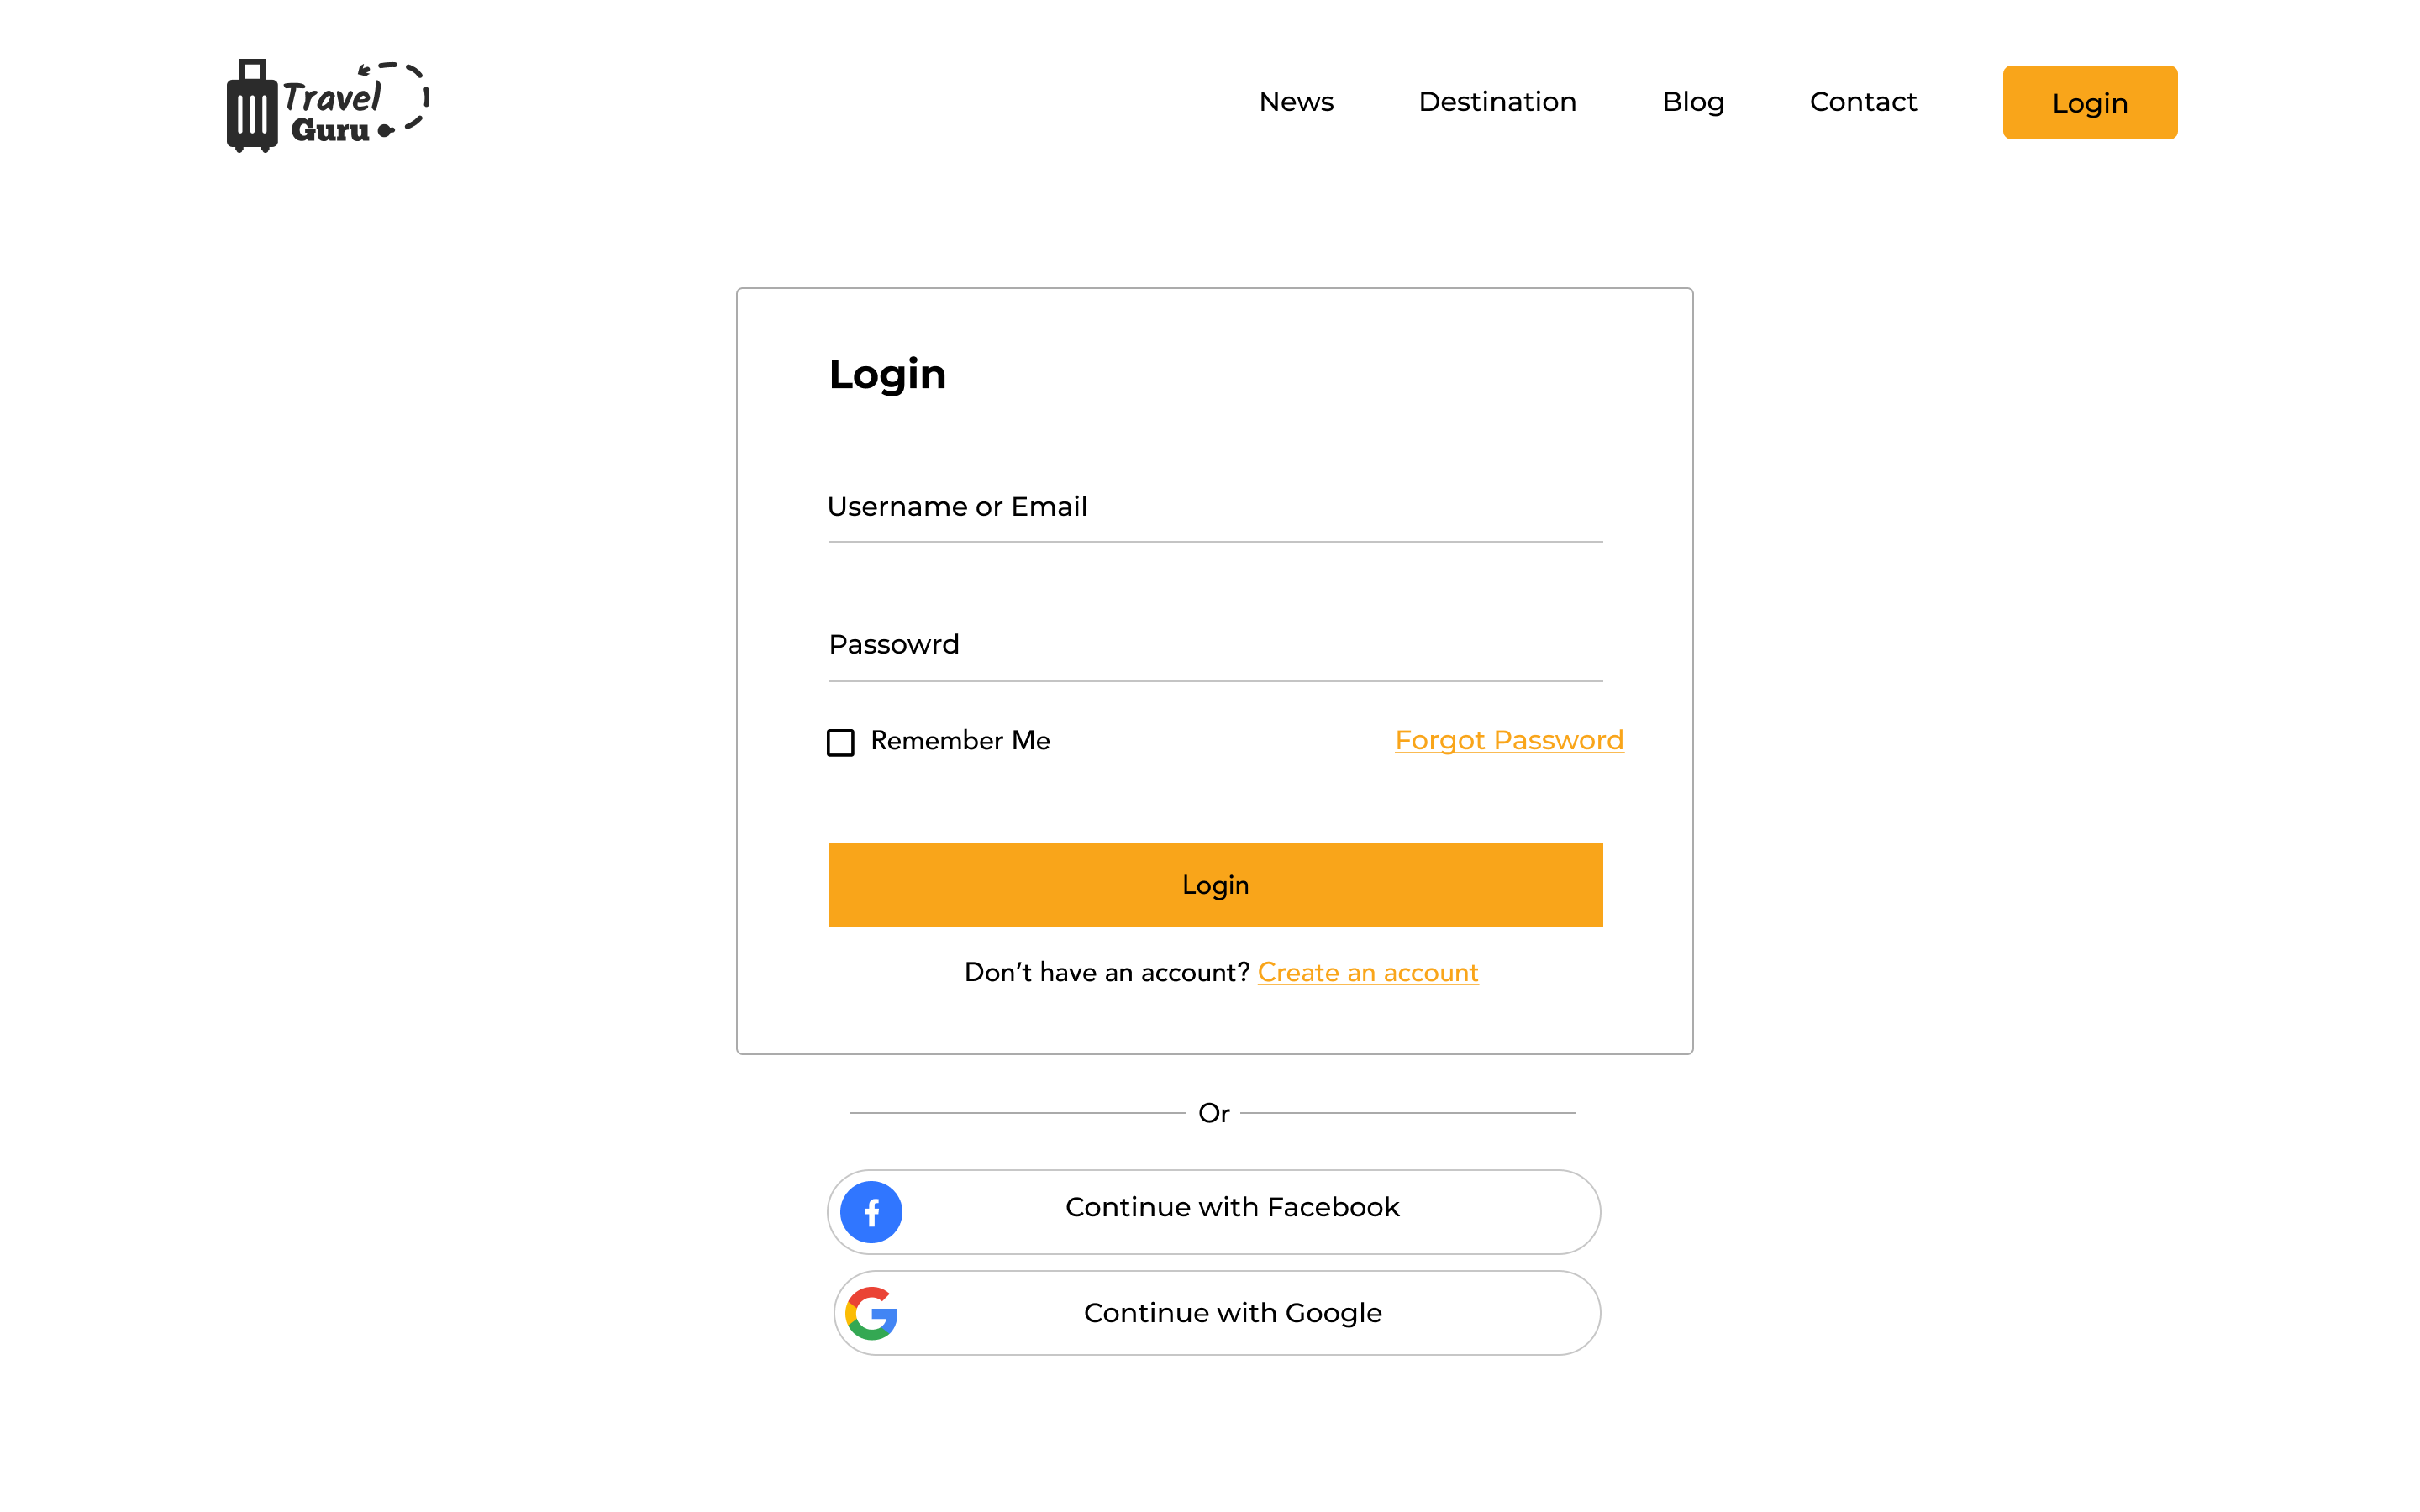 Travel
Guru
News Destination Blog Contact Login
Login
Username or Email
Passowrd
Remember Me Forgot Password
Login
Don't have an account? Create an account
Or
Continue with Facebook
Continue with Google